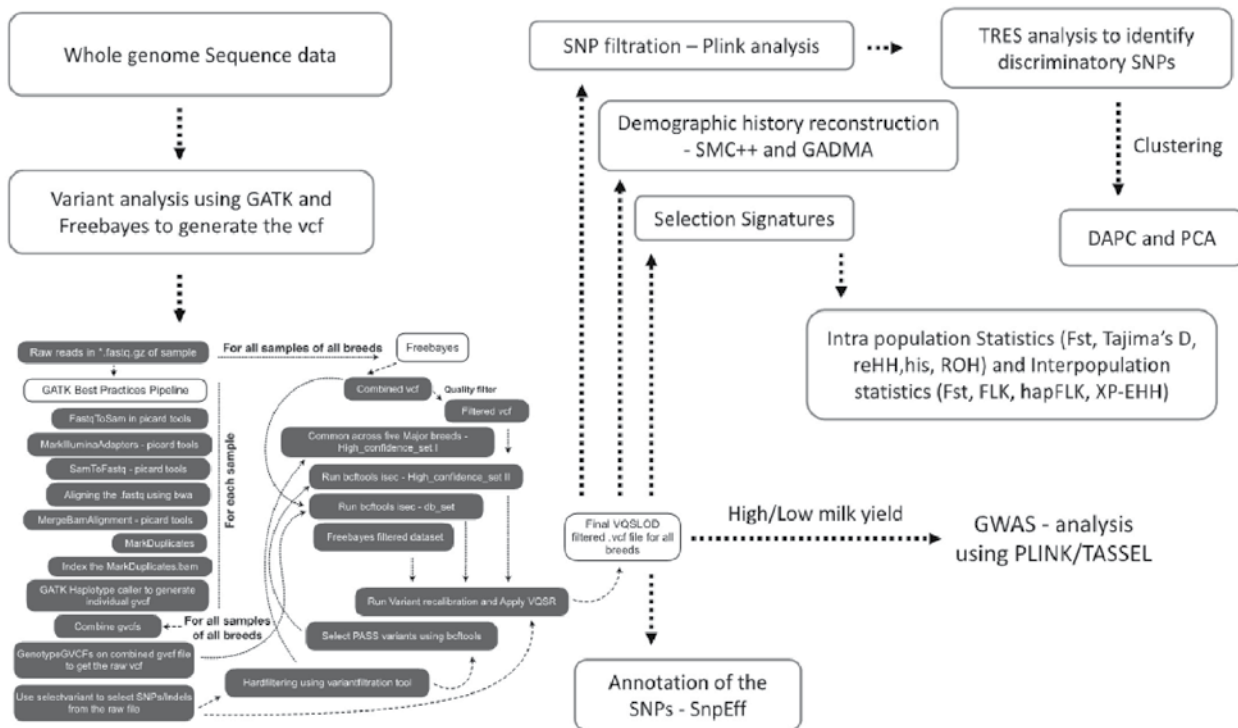 Whole genome Sequence data
Variant analysis using GATK and
Freebayes to generate the vcf
Raw reads in *.fastq.gz of sample
For all samples of all breeds
Freebayes
GATK Best Practices Pipeline
FastqToSam in picard tools
MarkIlluminaAdapters - picard tools
SamToFastq - picard tools
Aligning the .fastq using bwa
MergeBamAlignment - picard tools
MarkDuplicates
Index the MarkDuplicates.bam
GATK Haplotype caller to generate
individual gvcf
Combine gvcfs
GenotypeGVCFs on combined gvcf file
to get the raw vcf
Use selectvariant to select SNPs/Indels
from the raw file
For each sample
For all samples
of all breeds
Combined vcf
Quality filter
Filtered vcf
Common across five Major breeds -
High_confidence_set I
Run bcftools isec - High_confidence_set II
Run bcftools isec - db_set
Freebayes filtered dataset
Run Variant recalibration and Apply VQSR
Select PASS variants using bcftools
Hardfiltering using variantfiltration tool
Final VQSLOD
filtered .vcf file for all
breeds
SNP filtration – Plink analysis
TRES analysis to identify
discriminatory SNPs
Clustering
DAPC and PCA
Demographic history reconstruction
- SMC++ and GADMA
Selection Signatures
Intra population Statistics (Fst, Tajima's D,
reHH,his, ROH) and Interpopulation
statistics (Fst, FLK, hapFLK, XP-EHH)
High/Low milk yield
GWAS - analysis
using PLINK/TASSEL
Annotation of the
SNPs - SnpEff